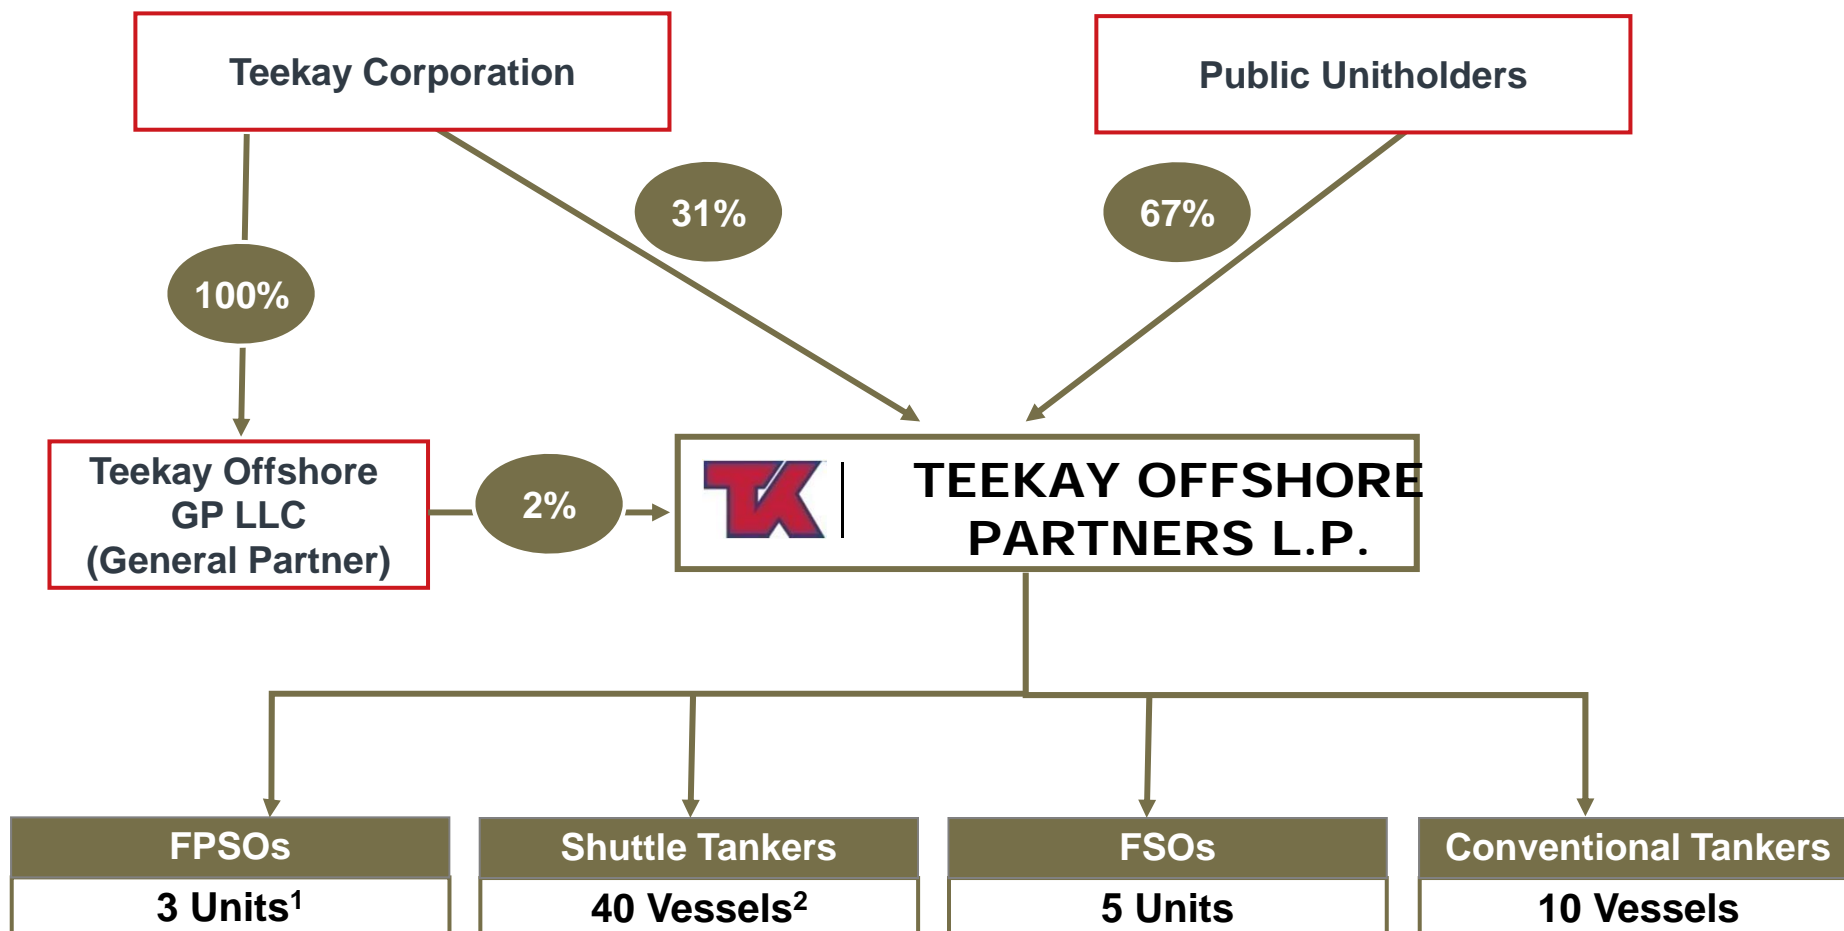 Teekay Corporation
Public Unitholders
31%
67%
100%
Teekay Offshore
GP LLC
(General Partner)
2%
TK
TEEKAY OFFSHORE
PARTNERS L.P.
FPSOs
Shuttle Tankers
FSOs
Conventional Tankers
3 Units¹
40 Vessels²
5 Units
10 Vessels